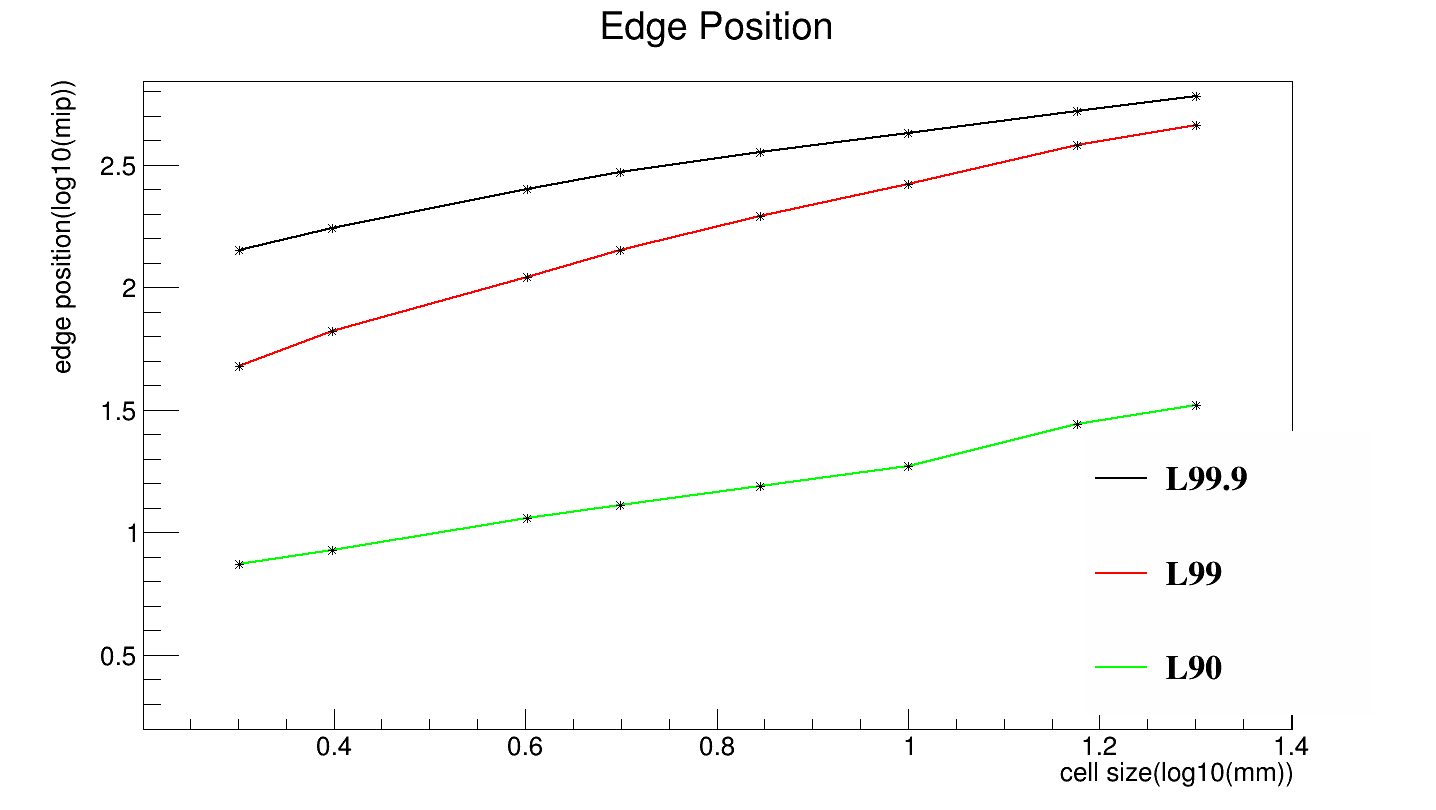 Edge Position
edge position(log10(mip))
2.5
2
1.5
1
0.5
L99.9
L99
L90
0.4 0.6 0.8 1 1.2 1.4
cell size(log10(mm))